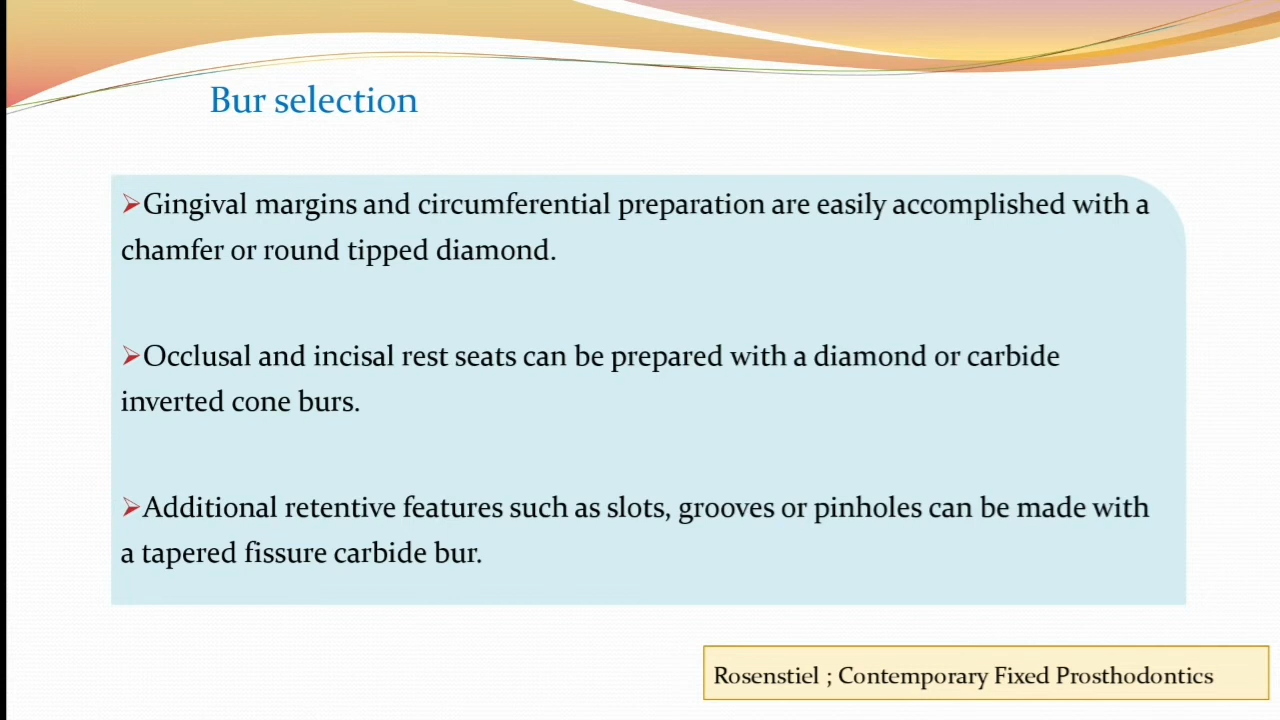 Bur selection
➢Gingival margins and circumferential preparation are easily accomplished with a
chamfer or round tipped diamond.
➢Occlusal and incisal rest seats can be prepared with a diamond or carbide
inverted cone burs.
➢Additional retentive features such as slots, grooves or pinholes can be made with
a tapered fissure carbide bur.
Rosenstiel ; Contemporary Fixed Prosthodontics